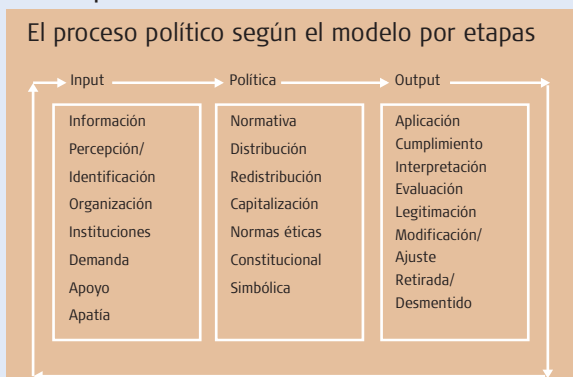 El proceso político según el modelo por etapas
Input Política Output
Información
Percepción/
Identificación
Organización
Instituciones
Demanda
Apoyo
Apatía
Normativa
Distribución
Redistribución
Capitalización
Normas éticas
Constitucional
Simbólica
Aplicación
Cumplimiento
Interpretación
Evaluación
Legitimación
Modificación/
Ajuste
Retirada/
Desmentido